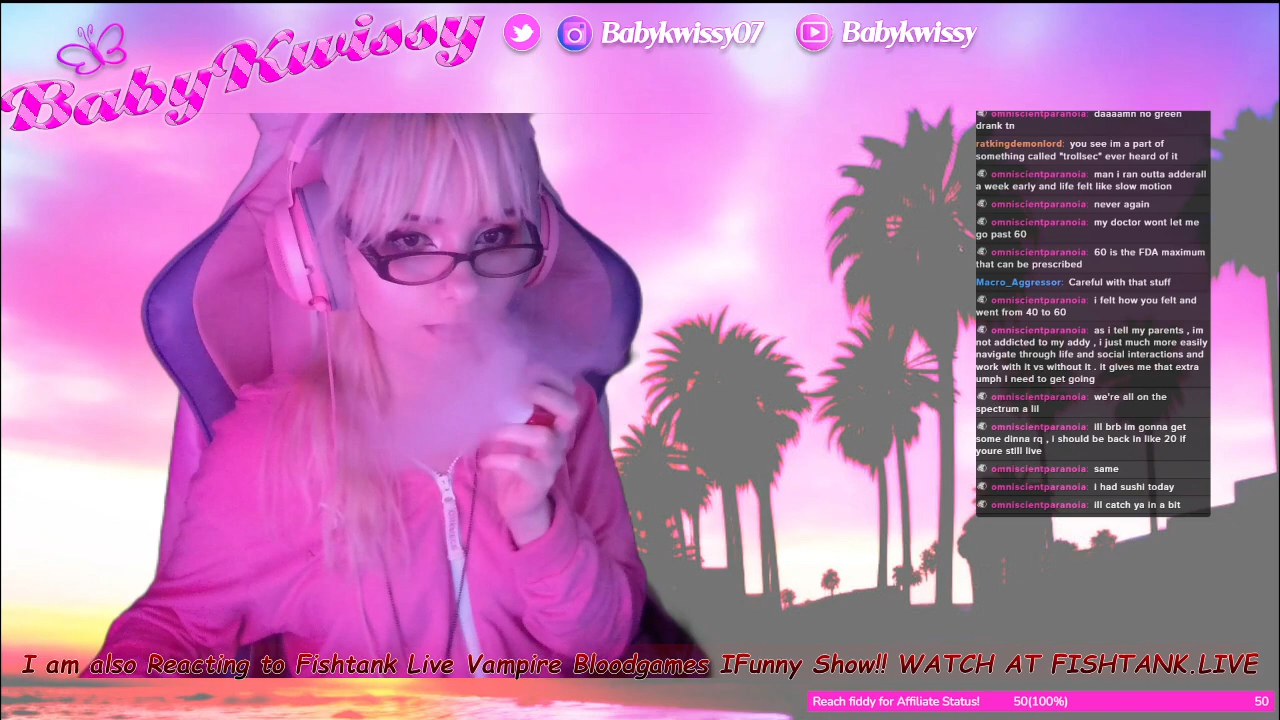 BabyKwissy
Babykwissy07
Babykwissy
omniscientparanoia: daaaamn no green
drank tn
ratkingdemonlord: you see im a part of
something called "trollsec" ever heard of it
omniscientparanoia: man i ran outta adderall
a week early and life felt like slow motion
omniscientparanoia: never again
omniscientparanoia: my doctor wont let me
go past 60
omniscientparanoia: 60 is the FDA maximum
that can be prescribed
Macro_Aggressor: Careful with that stuff
omniscientparanoia: i felt how you felt and
went from 40 to 60
omniscientparanoia: as i tell my parents , im
not addicted to my addy , i just much more easily
navigate through life and social interactions and
work with it vs without it . it gives me that extra
umph i need to get going
omniscientparanoia: we're all on the
spectrum a lil
omniscientparanoia: ill brb im gonna get
some dinna rq , i should be back in like 20 if
youre still live
omniscientparanoia: same
omniscientparanoia: i had sushi today
omniscientparanoia: ill catch ya in a bit
I am also Reacting to Fishtank Live Vampire Bloodgames IFunny Show!! WATCH AT FISHTANK.LIVE
Reach fiddy for Affiliate Status! 50(100%) 50